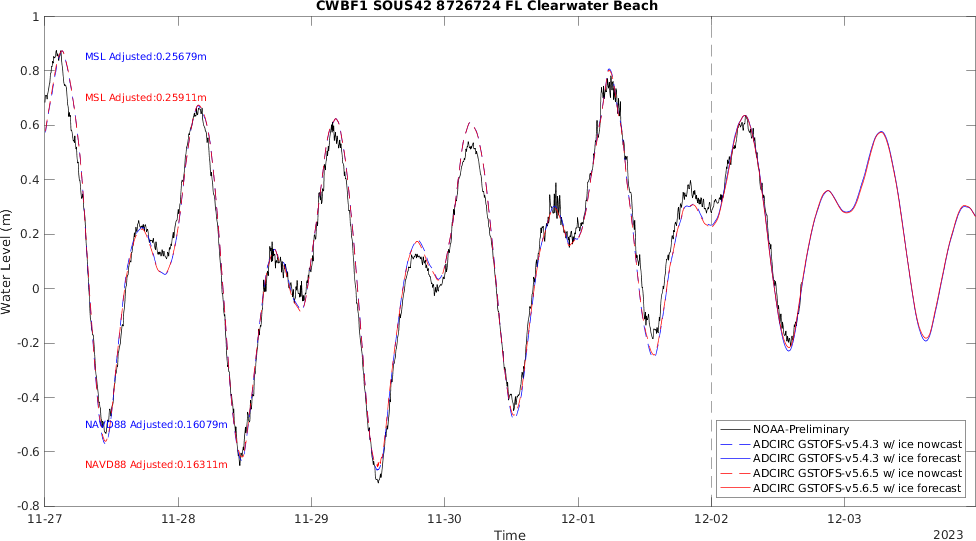 CWBF1 SOUS42 8726724 FL Clearwater Beach
1
0.8
0.6
0.4
0.2
0
-0.2
-0.4
-0.6
-0.8
Water Level (m)
MSL Adjusted:0.25679m
MSL Adjusted:0.25911m
NAVD88 Adjusted:0.16079m
NAVD88 Adjusted:0.16311m
NOAA-Preliminary
ADCIRC GSTOFS-v5.4.3 w/ ice nowcast
ADCIRC GSTOFS-v5.4.3 w/ ice forecast
ADCIRC GSTOFS-v5.6.5 w/ ice nowcast
ADCIRC GSTOFS-v5.6.5 w/ ice forecast
11-27 11-28 11-29 11-30 12-01 12-02 12-03
Time
2023